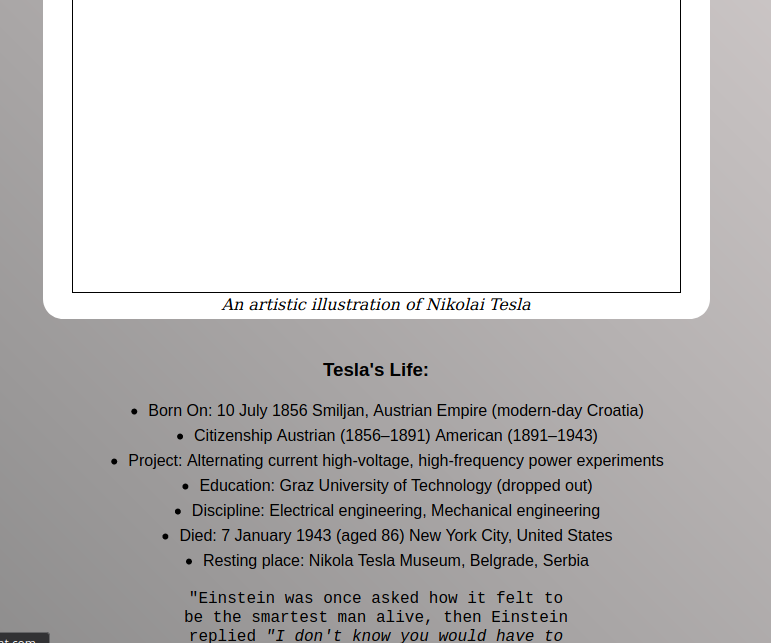 An artistic illustration of Nikolai Tesla
Tesla's Life:
• Born On: 10 July 1856 Smiljan, Austrian Empire (modern-day Croatia)
• Citizenship Austrian (1856–1891) American (1891–1943)
• Project: Alternating current high-voltage, high-frequency power experiments
• Education: Graz University of Technology (dropped out)
• Discipline: Electrical engineering, Mechanical engineering
• Died: 7 January 1943 (aged 86) New York City, United States
• Resting place: Nikola Tesla Museum, Belgrade, Serbia
"Einstein was once asked how it felt to
be the smartest man alive, then Einstein
replied "I don't know you would have to